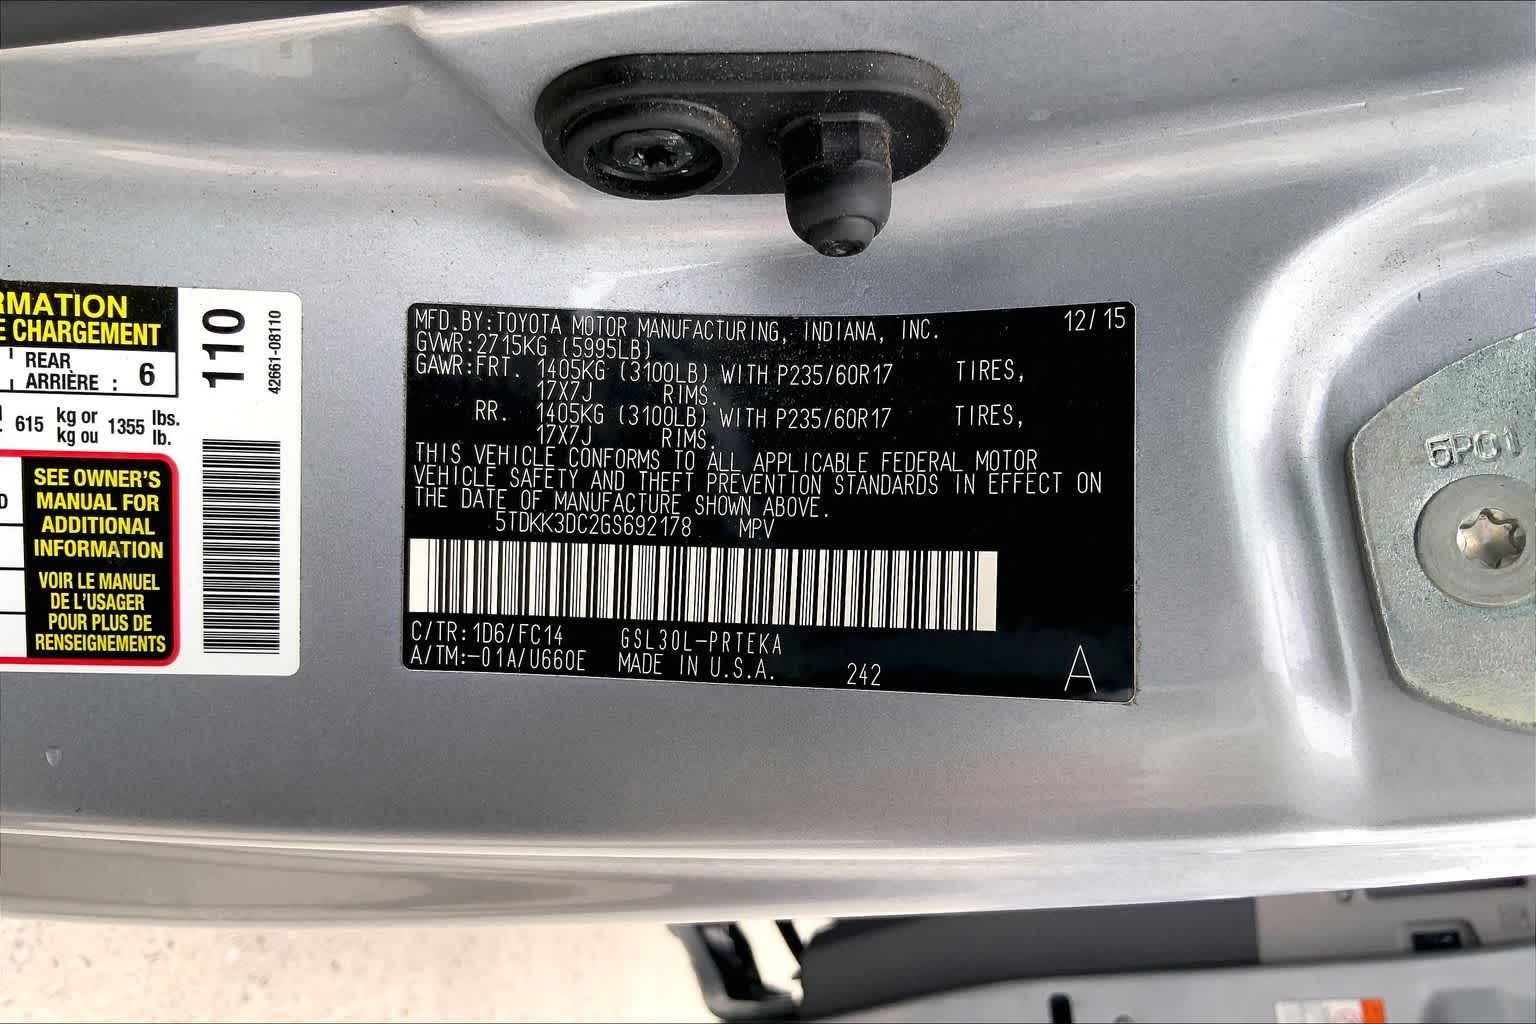 RMATION
E CHARGEMENT
REAR
ARRIÈRE : 6
615 kg or 1355 lbs.
kg ou lb.
SEE OWNER'S
MANUAL FOR
ADDITIONAL
INFORMATION
VOIR LE MANUEL
DE L'USAGER
POUR PLUS DE
RENSEIGNEMENTS
110
42661-08110
MFD.BY:TOYOTA MOTOR MANUFACTURING, INDIANA, INC. 12/15
GVWR:2715KG (5995LB)
GAWR:FRT. 1405KG (3100LB) WITH P235/60R17 TIRES,
17X7J RIMS.
RR. 1405KG (3100LB) WITH P235/60R17 TIRES,
17X7J RIMS.
THIS VEHICLE CONFORMS TO ALL APPLICABLE FEDERAL MOTOR
VEHICLE SAFETY AND THEFT PREVENTION STANDARDS IN EFFECT ON
THE DATE OF MANUFACTURE SHOWN ABOVE.
5TDKK3DC2GS692178 MPV
C/TR:1D6/FC14 GSL30L-PRTEKA
A/TM:-01A/U660E MADE IN U.S.A. 242 A
5PC1